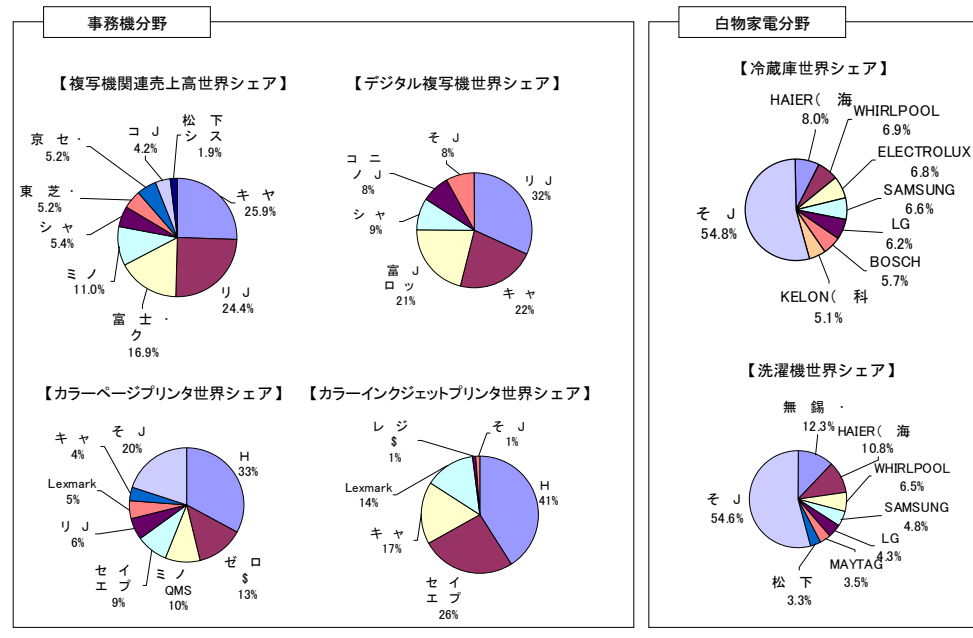 事務機分野
【複写機関連売上高世界シェア】
キ ヤ
25.9%
リ J
24.4%
富 士 ・
ク
16.9%
ミ ノ
11.0%
シ ャ
5.4%
東 芝 ・
5.2%
京 セ ・
5.2%
コ J
4.2%
松 下
シ ス
1.9%
【デジタル複写機世界シェア】
リ J
32%
キ ャ
22%
富 J
ロ ッ
21%
シ ャ
9%
コ ニ
ノ J
8%
そ J
8%
【カラーページプリンタ世界シェア】
H
33%
ゼ ロ
$
13%
ミ ノ
QMS
10%
セ イ
エ プ
9%
リ J
6%
Lexmark
5%
キ ャ
4%
そ J
20%
【カラーインクジェットプリンタ世界シェア】
H
41%
セ イ
エ プ
26%
キ ャ
17%
Lexmark
14%
レ ジ
$
1%
そ J
1%
白物家電分野
【冷蔵庫世界シェア】
HAIER( 海
8.0%
WHIRLPOOL
6.9%
ELECTROLUX
6.8%
SAMSUNG
6.6%
LG
6.2%
BOSCH
5.7%
KELON( 科
5.1%
そ J
54.8%
【洗濯機世界シェア】
無 錫 ・
12.3%
HAIER( 海
10.8%
WHIRLPOOL
6.5%
SAMSUNG
4.8%
LG
4.3%
MAYTAG
3.5%
松 下
3.3%
そ J
54.6%